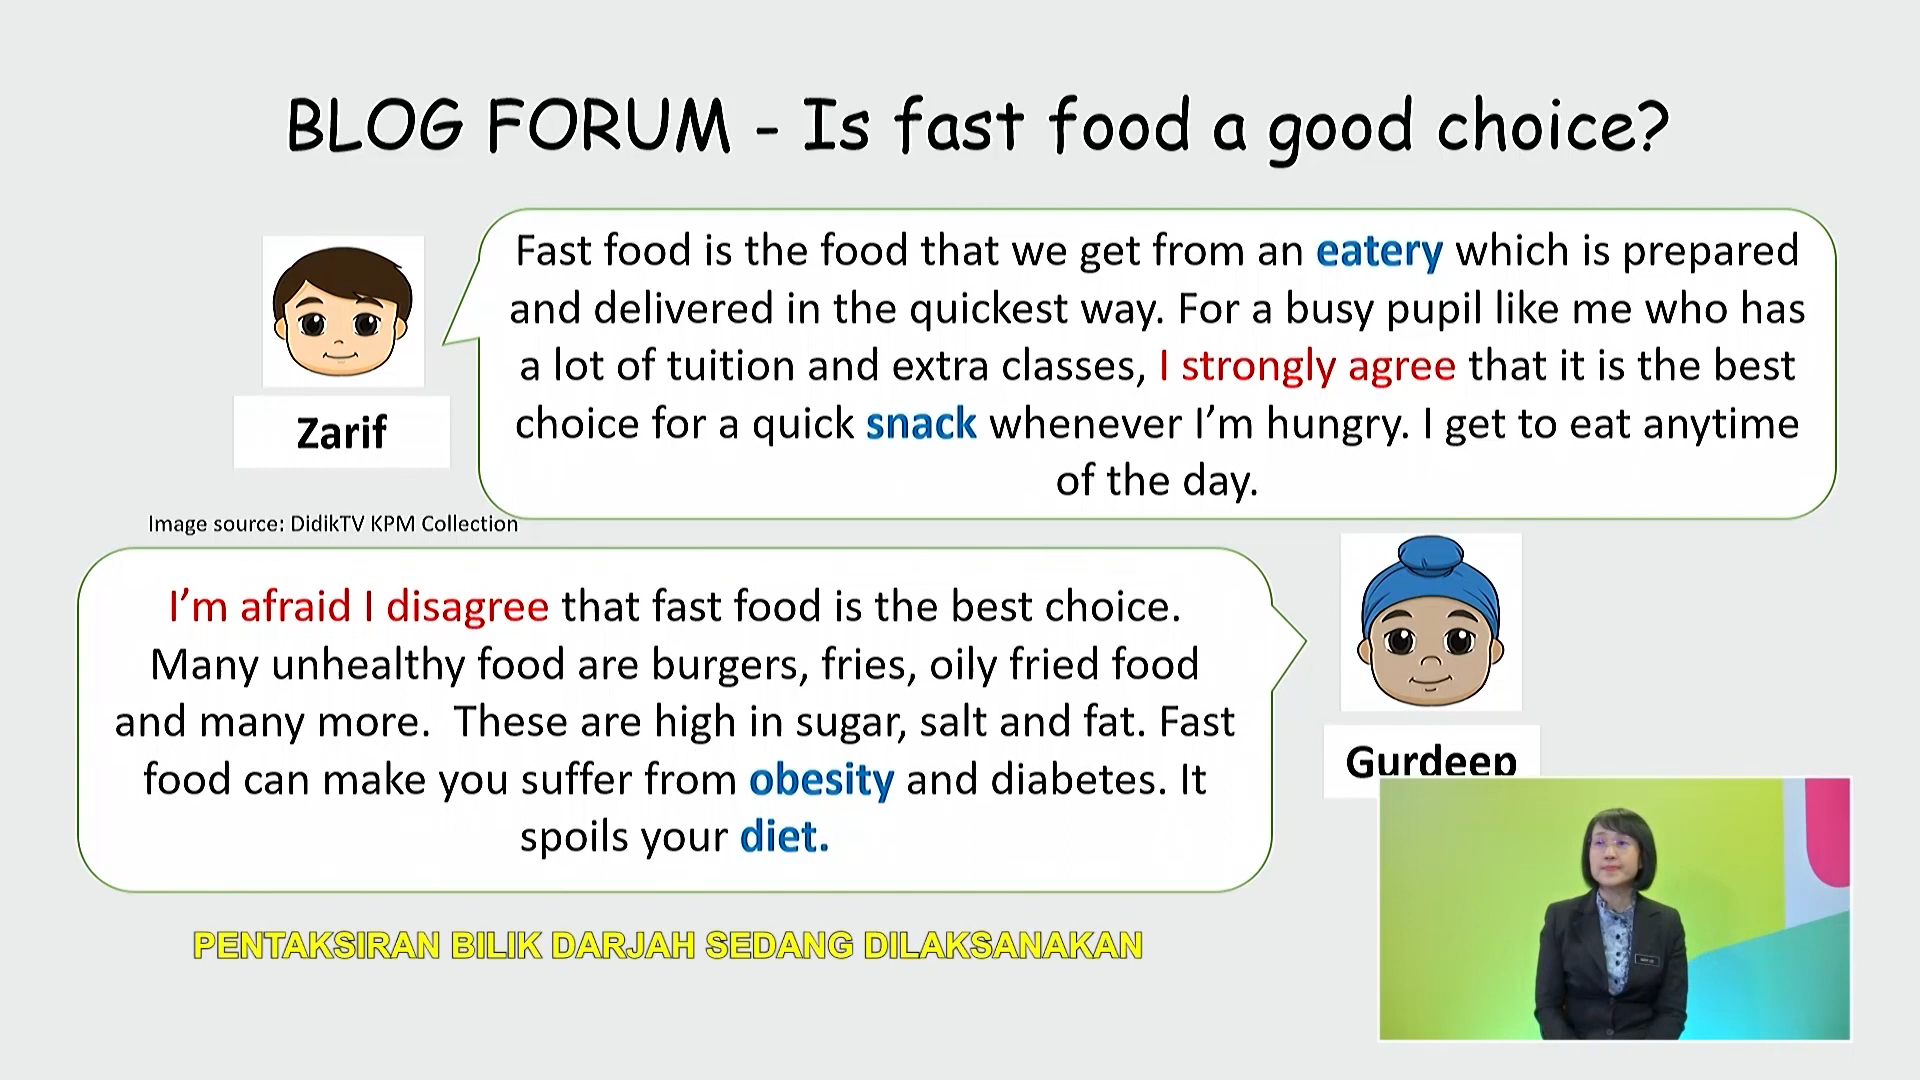 BLOG FORUM - Is fast food a good choice?
Fast food is the food that we get from an eatery which is prepared
and delivered in the quickest way. For a busy pupil like me who has
a lot of tuition and extra classes, I strongly agree that it is the best
choice for a quick snack whenever I'm hungry. I get to eat anytime
of the day.
Zarif
Image source: DidikTV KPM Collection
I'm afraid I disagree that fast food is the best choice.
Many unhealthy food are burgers, fries, oily fried food
and many more. These are high in sugar, salt and fat. Fast
food can make you suffer from obesity and diabetes. It
spoils your diet.
Gurdeep
PENTAKSIRAN BILIK DARJAH SEDANG DILAKSANAKAN